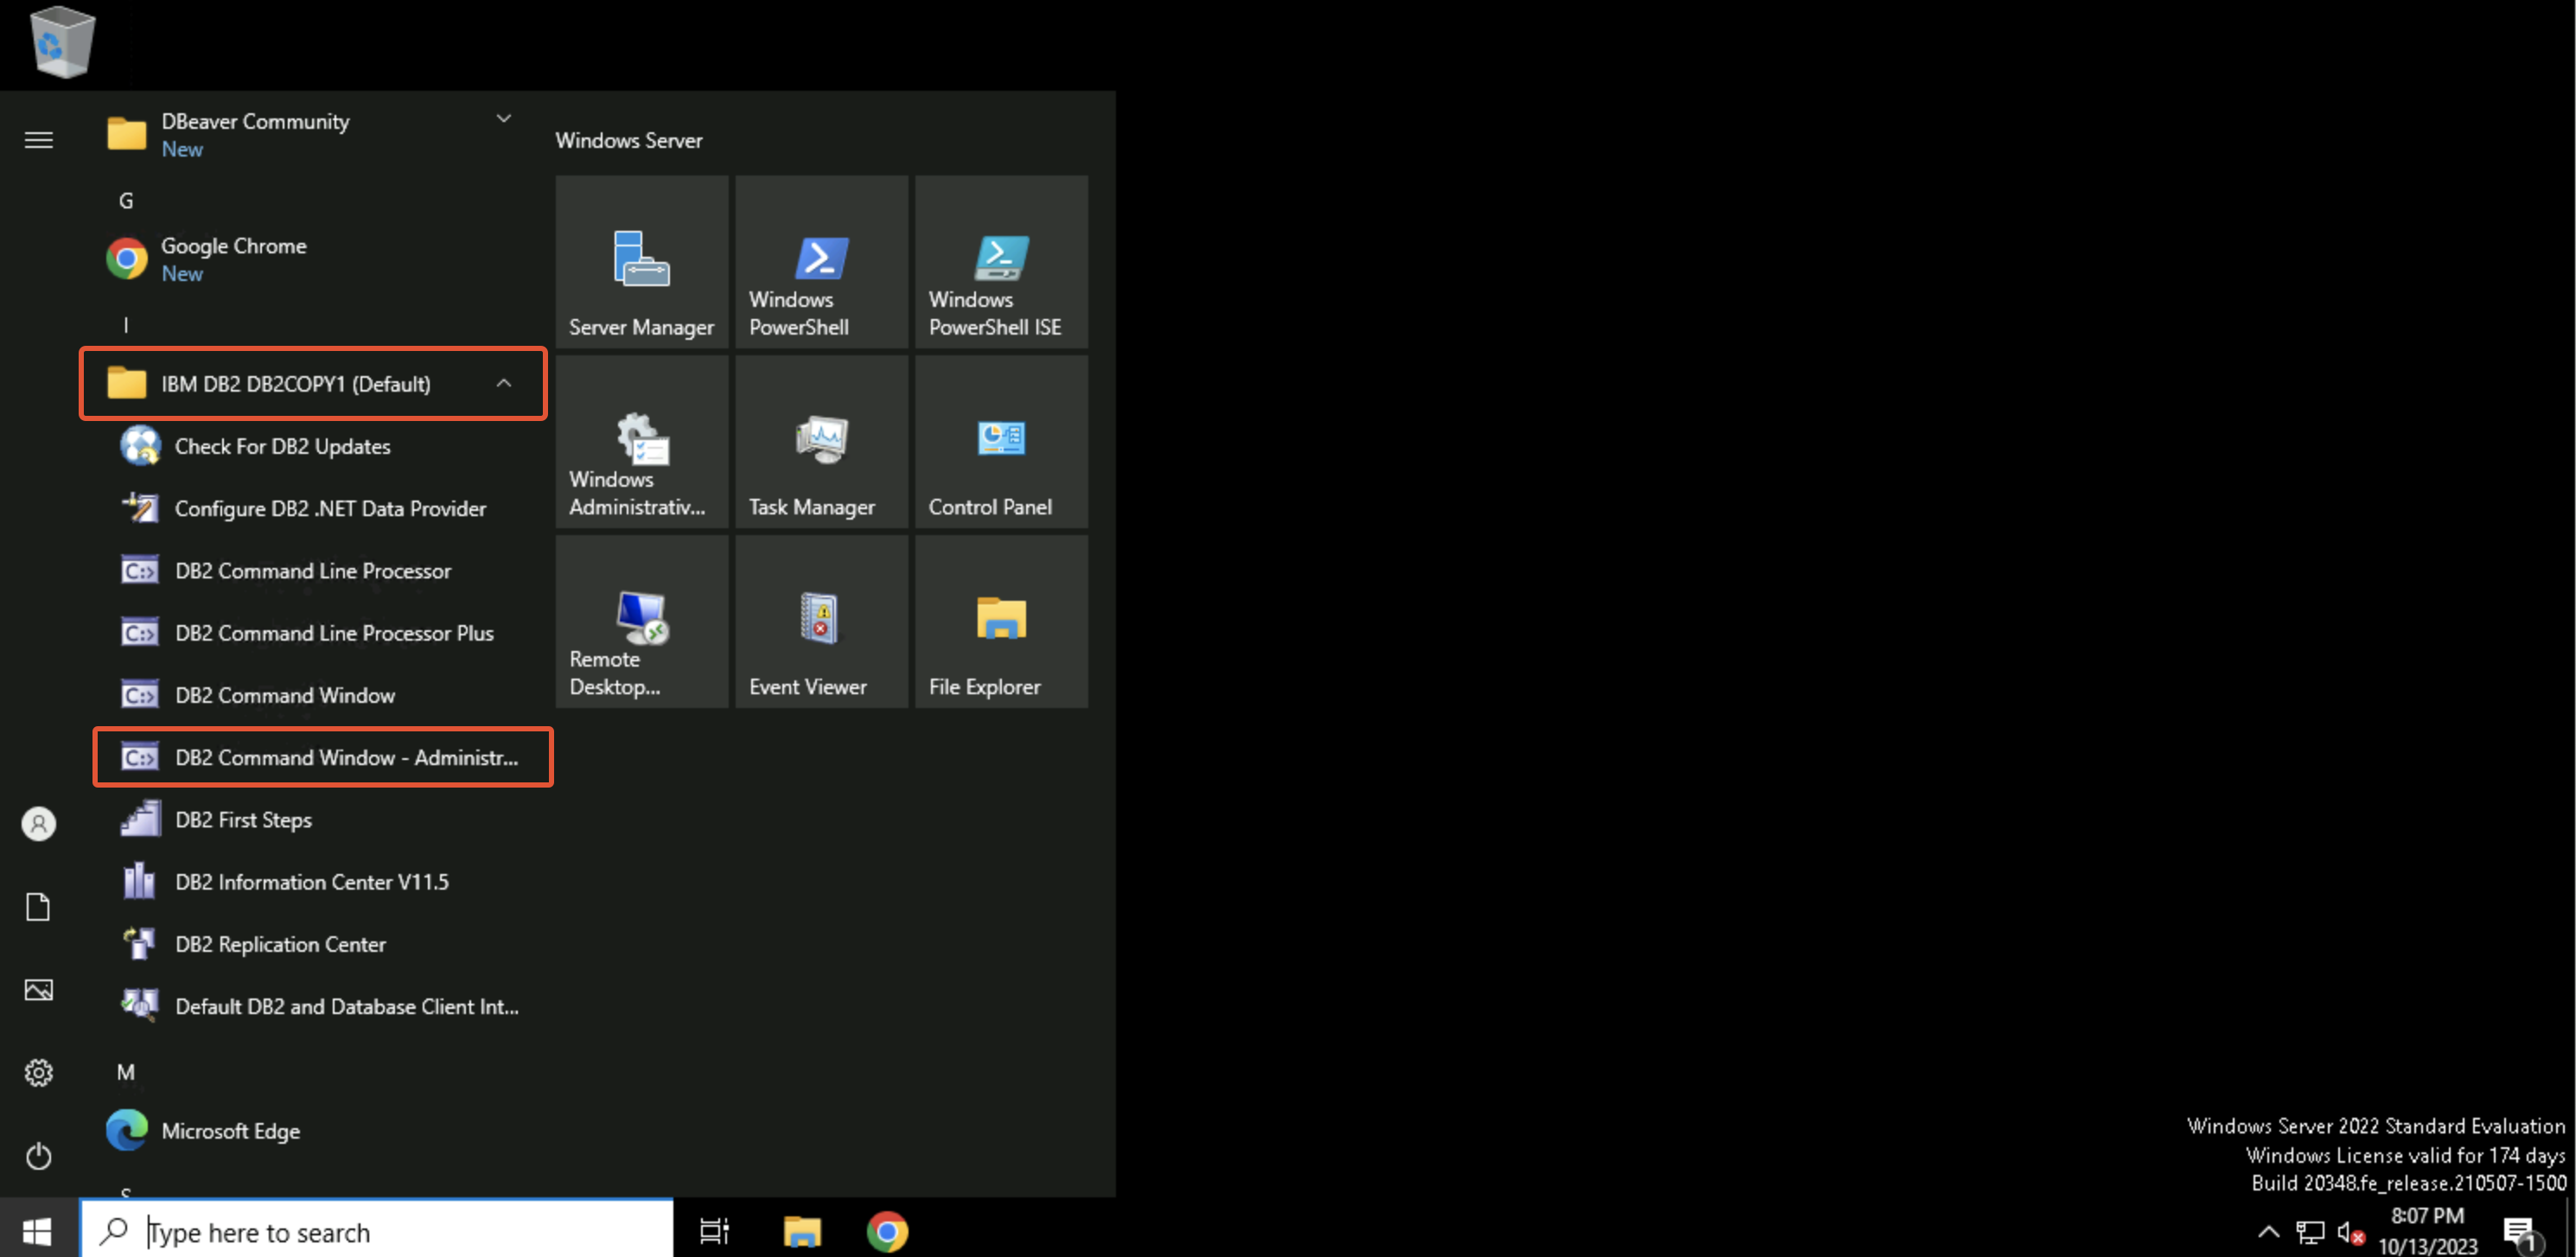 DBeaver Community
New
G
Google Chrome
New
I
IBM DB2 DB2COPY1 (Default)
Check For DB2 Updates
Configure DB2 .NET Data Provider
C:>
DB2 Command Line Processor
C:>
DB2 Command Line Processor Plus
C:>
DB2 Command Window
C:>
DB2 Command Window - Administr...
DB2 First Steps
DB2 Information Center V11.5
DB2 Replication Center
Default DB2 and Database Client Int...
M
Microsoft Edge
S
Type here to search
Windows Server
Server Manager
Windows
PowerShell
Windows
PowerShell ISE
Windows
Administrativ...
Task Manager
Control Panel
Remote
Desktop...
Event Viewer
File Explorer
Windows Server 2022 Standard Evaluation
Windows License valid for 174 days
Build 20348.fe_release.210507-1500
8:07 PM
10/13/2023
1